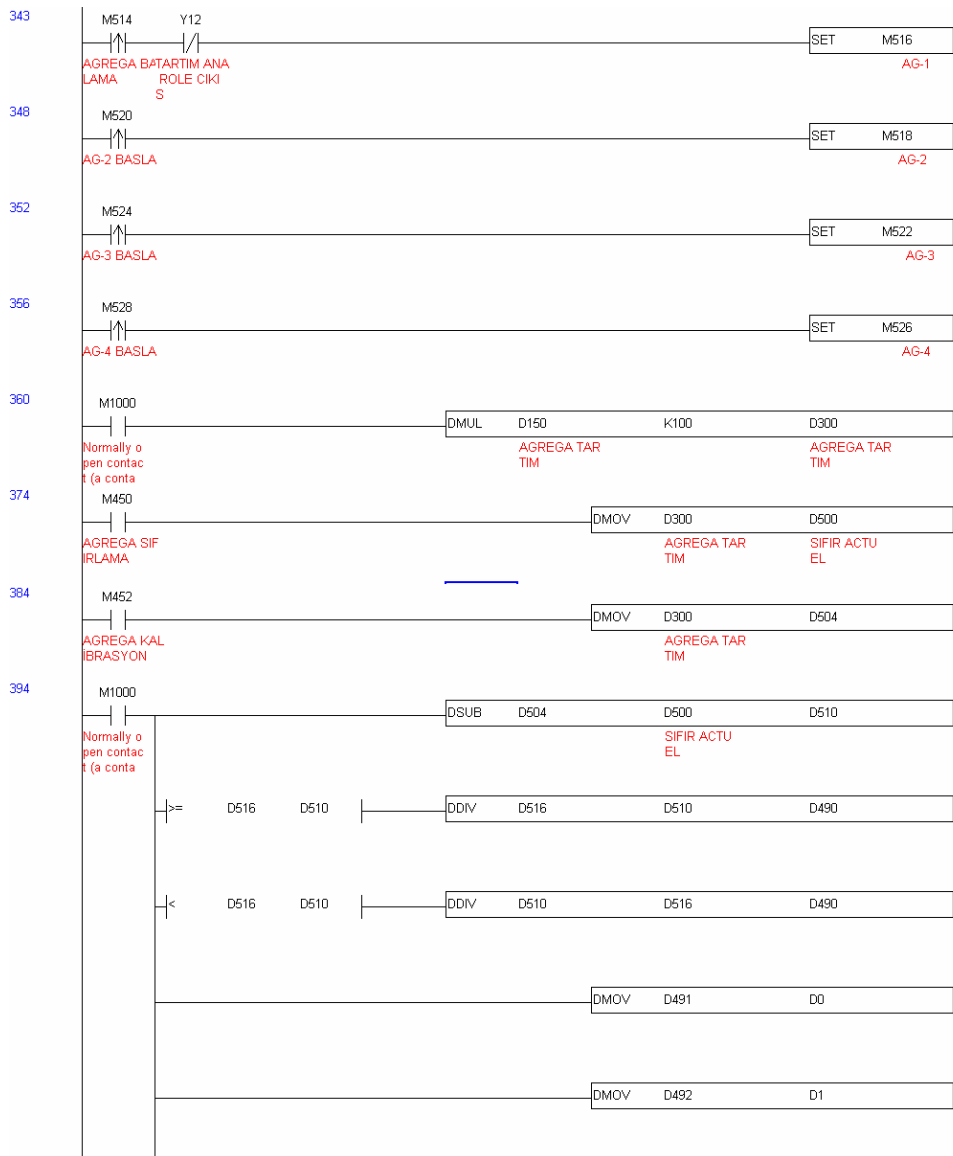 343
M514 Y12
SET M516
AGREGA BATARTIM ANA
LAMA ROLE CIKI
S
AG-1
348
M520
SET M518
AG-2 BASLA
AG-2
352
M524
SET M522
AG-3 BASLA
AG-3
356
M528
SET M526
AG-4 BASLA
AG-4
360
M1000
DMUL D150 K100 D300
Normally o
pen contac
t (a conta
AGREGA TAR
TIM
AGREGA TAR
TIM
374
M450
DMOV D300 D500
AGREGA SIF
IRLAMA
AGREGA TAR
TIM
SIFIR ACTU
EL
384
M452
DMOV D300 D504
AGREGA KAL
İBRASYON
AGREGA TAR
TIM
394
M1000
DSUB D504 D500 D510
Normally o
pen contac
t (a conta
SIFIR ACTU
EL
>= D516 D510
DDIV D516 D510 D490
< D516 D510
DDIV D510 D516 D490
DMOV D491 D0
DMOV D492 D1